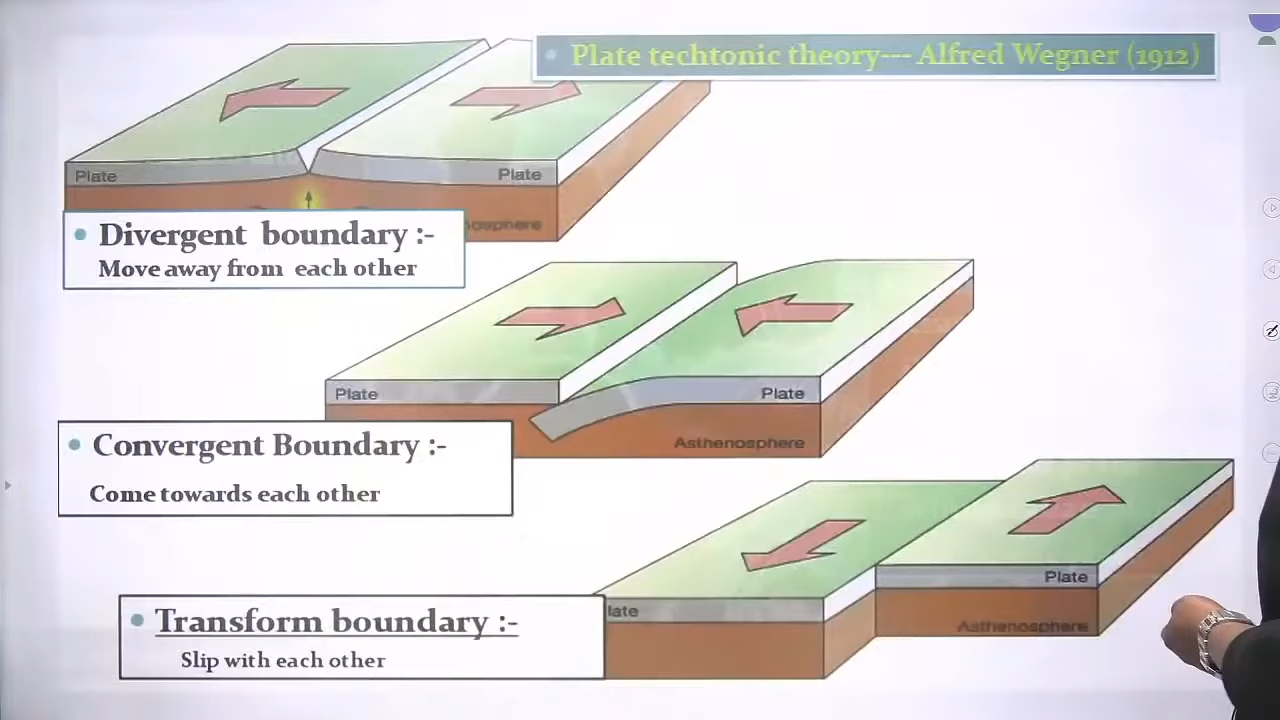 • Plate techtonic theory--- Alfred Wegner (1912)
Plate
Plate
• Divergent boundary :-
Move away from each other
Plate
Plate
Asthenosphere
• Convergent Boundary :-
Come towards each other
Plate
Asthenosphere
• Transform boundary :-
Slip with each other